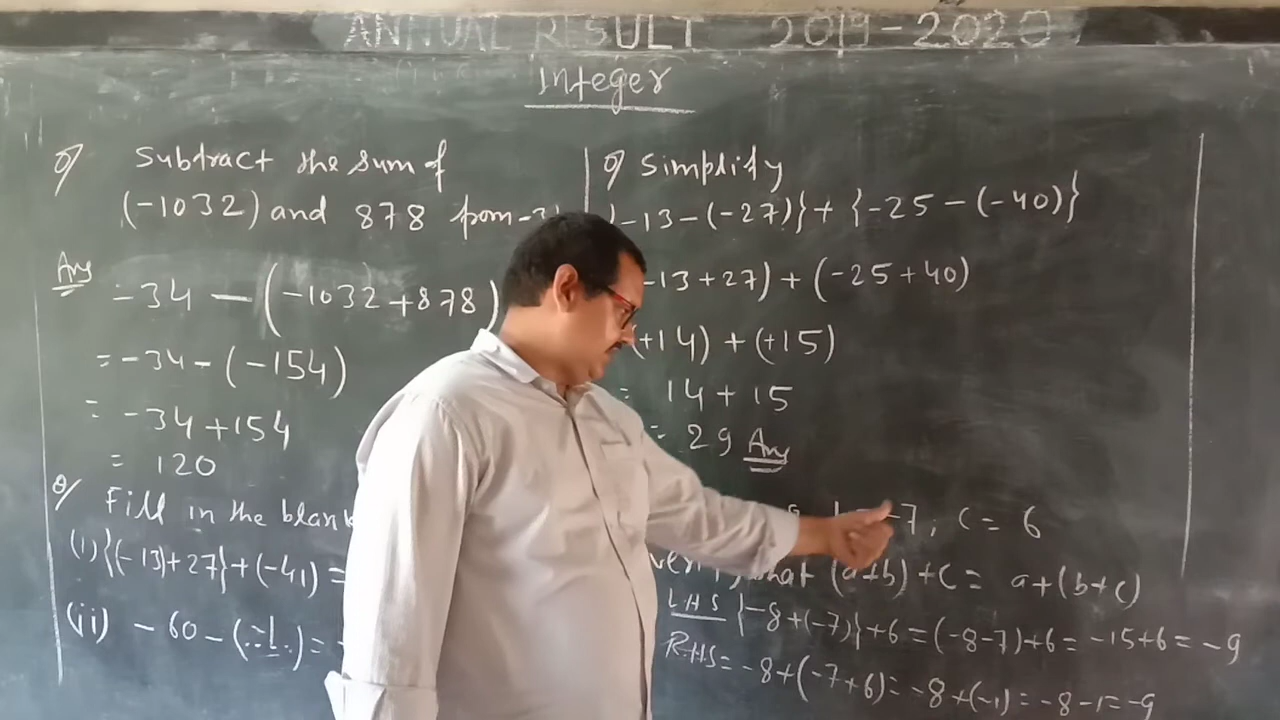 ANNUAL RESULT 2019-2020
Integer
Q/ Subtract the sum of
(-1032) and 878 from -3
Ans
= -34 - (-1032+878)
= -34 - (-154)
= -34+154
= 120
Q/ Fill in the blank
(i) {(-13)+27}+(-41) =
(ii) -60-(..-1..) =
Q/ Simplify
-13-(-27)}+{-25-(-40)}
-13+27)+(-25+40)
(+14)+(+15)
= 14+15
= 29 Ans
-7, c = 6
that (a+b)+c = a+(b+c)
LHS {-8+(-7)}+6=(-8-7)+6=-15+6=-9
RHS=-8+(-7+6)=-8+(-1)=-8-1=-9